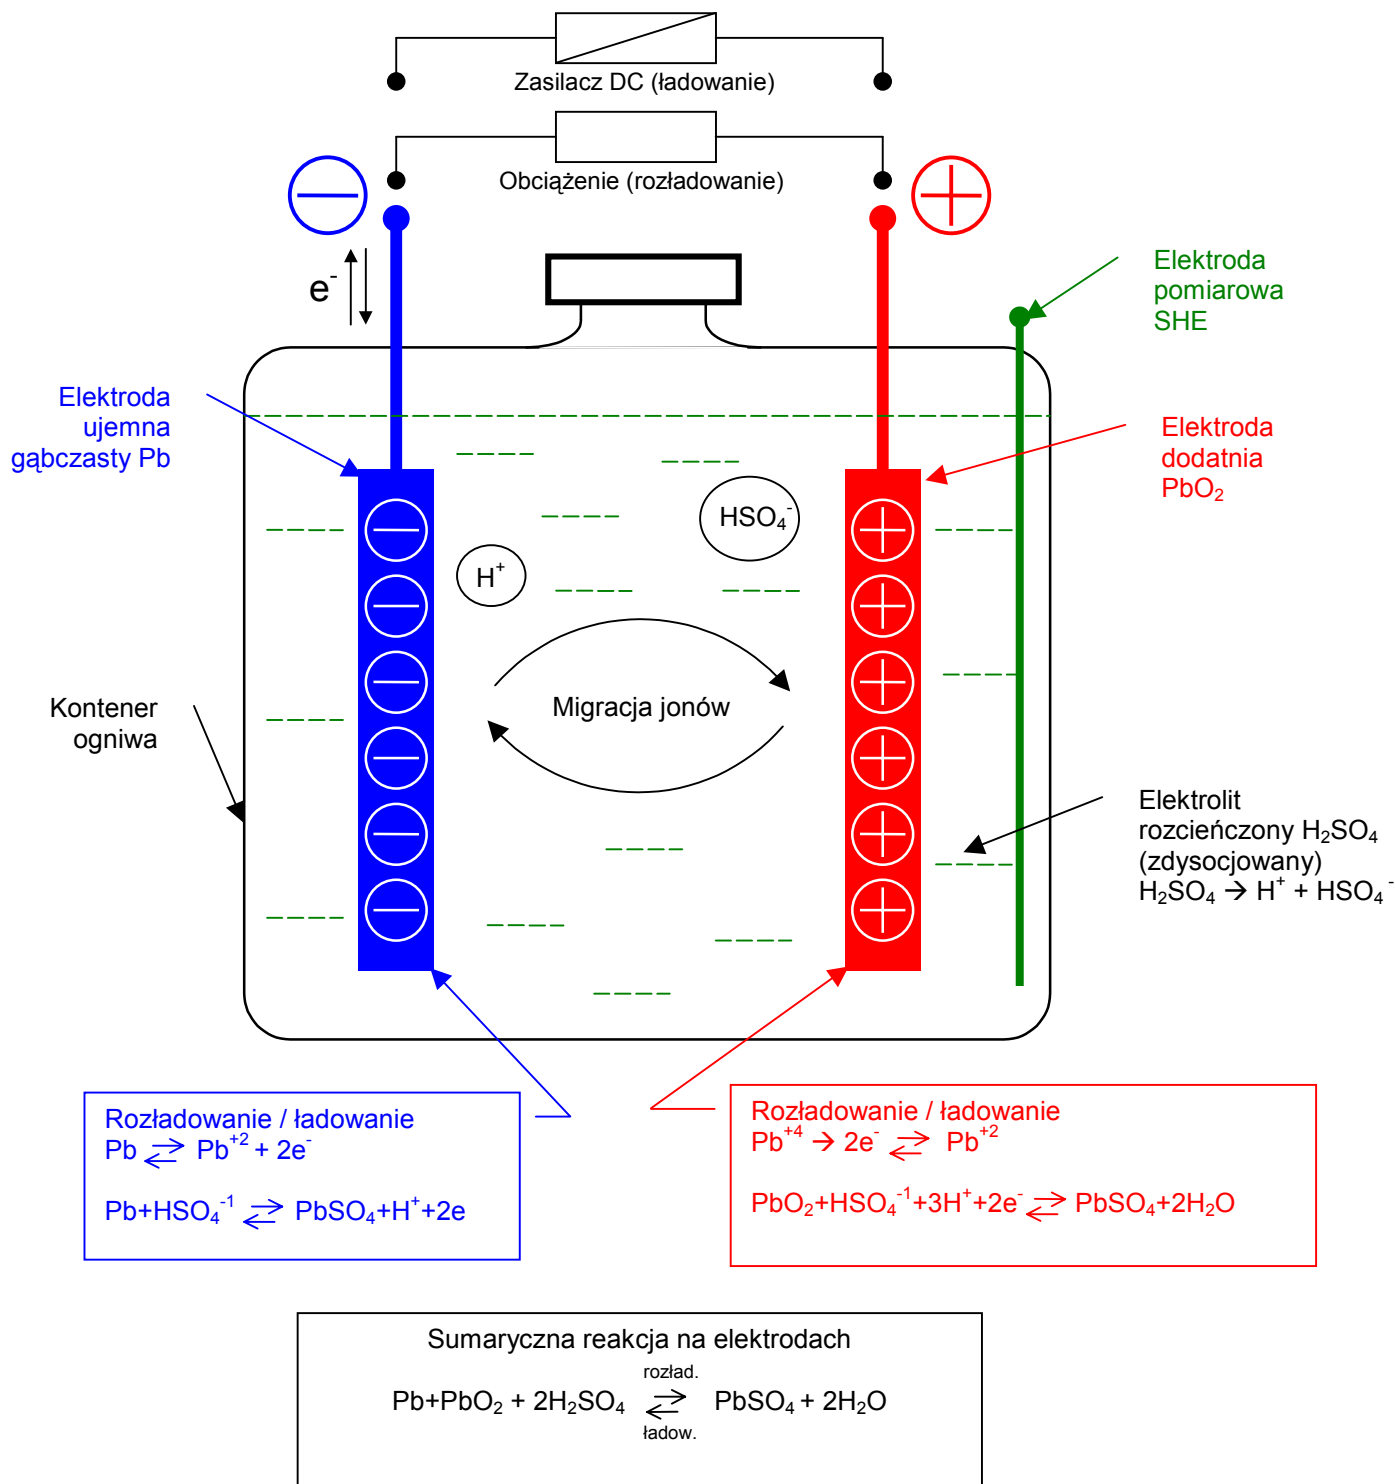 Zasilacz DC (ładowanie)
Obciążenie (rozładowanie)
e⁻
Elektroda
pomiarowa
SHE
Elektroda
ujemna
gąbczasty Pb
Elektroda
dodatnia
PbO₂
HSO₄⁻
H⁺
Migracja jonów
Kontener
ogniwa
Elektrolit
rozcieńczony H₂SO₄
(zdysocjowany)
H₂SO₄ → H⁺ + HSO₄⁻
Rozładowanie / ładowanie
Pb ⇄ Pb⁺² + 2e⁻
Pb+HSO₄⁻¹ ⇄ PbSO₄+H⁺+2e
Rozładowanie / ładowanie
Pb⁺⁴ → 2e⁻ ⇄ Pb⁺²
PbO₂+HSO₄⁻¹+3H⁺+2e⁻ ⇄ PbSO₄+2H₂O
Sumaryczna reakcja na elektrodach
rozład.
Pb+PbO₂ + 2H₂SO₄ ⇄ PbSO₄ + 2H₂O
ładow.